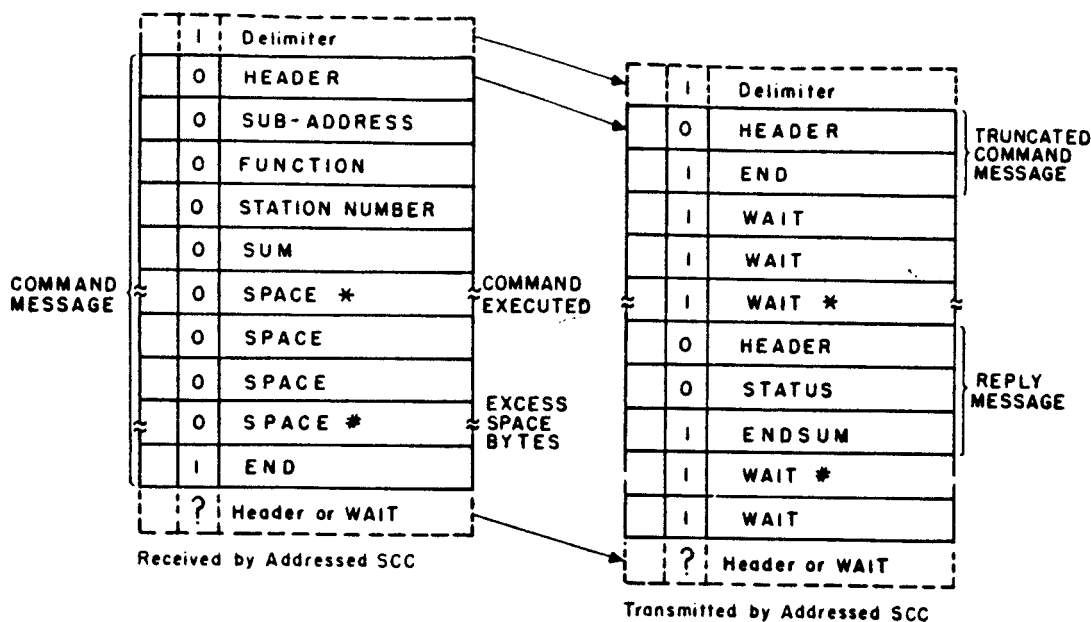 1 Delimiter
0 HEADER
0 SUB-ADDRESS
0 FUNCTION
0 STATION NUMBER
0 SUM
0 SPACE *
0 SPACE
0 SPACE
0 SPACE #
1 END
? Header or WAIT
COMMAND
MESSAGE
COMMAND
EXECUTED
EXCESS
SPACE
BYTES
Received by Addressed SCC
1 Delimiter
0 HEADER
1 END
1 WAIT
1 WAIT
1 WAIT *
0 HEADER
0 STATUS
1 ENDSUM
1 WAIT #
1 WAIT
? Header or WAIT
TRUNCATED
COMMAND
MESSAGE
REPLY
MESSAGE
Transmitted by Addressed SCC